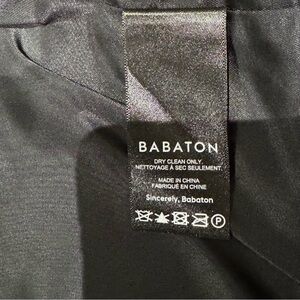 BABATON
DRY CLEAN ONLY.
NETTOYAGE À SEC SEULEMENT.
MADE IN CHINA
FABRIQUÉ EN CHINE
Sincerely, Babaton
P